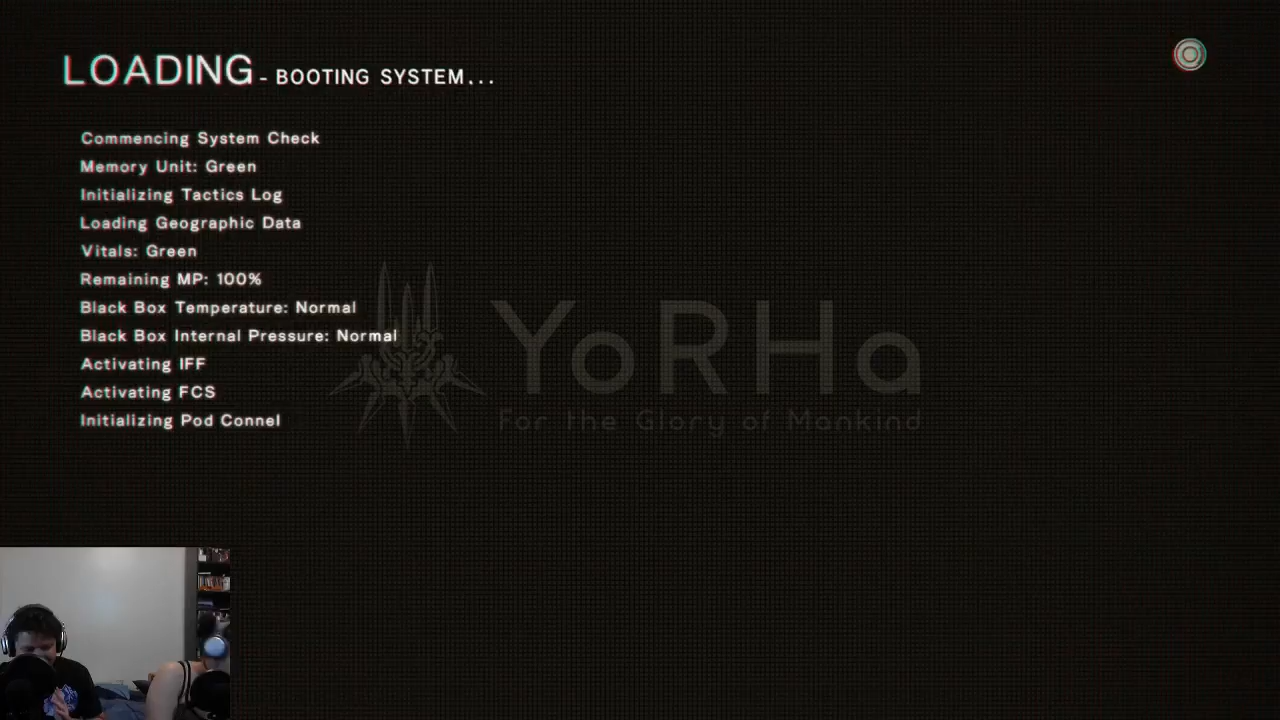 LOADING - BOOTING SYSTEM...
Commencing System Check
Memory Unit: Green
Initializing Tactics Log
Loading Geographic Data
Vitals: Green
Remaining MP: 100%
Black Box Temperature: Normal
Black Box Internal Pressure: Normal
Activating IFF
Activating FCS
Initializing Pod Connel
YoRHa
For the Glory of Mankind